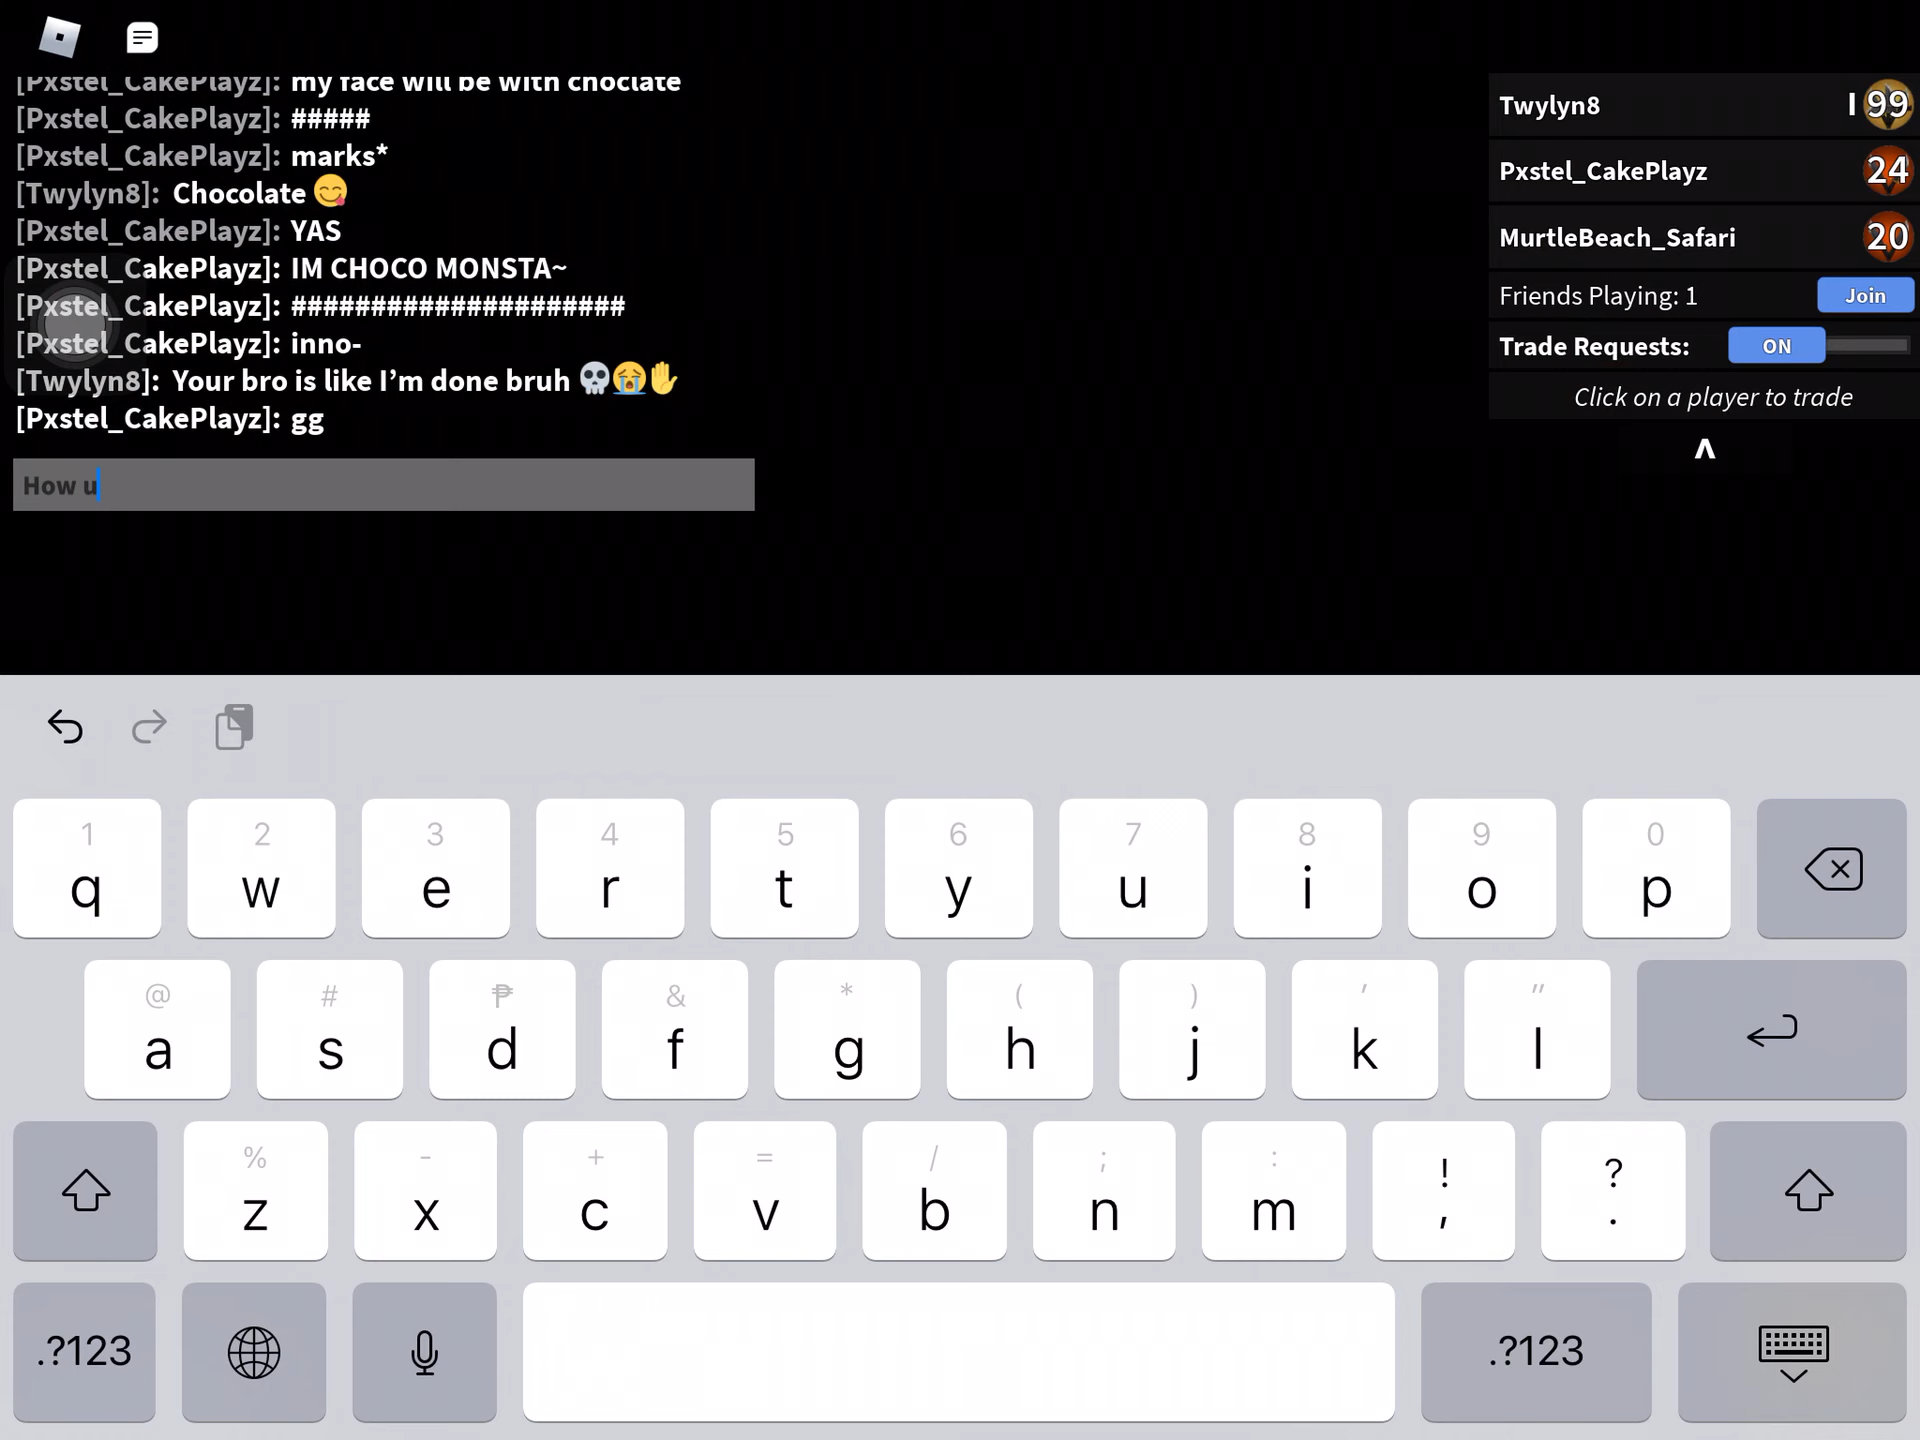 [Pxstel_CakePlayz]: my face will be with choclate
[Pxstel_CakePlayz]: #####
[Pxstel_CakePlayz]: marks*
[Twylyn8]: Chocolate 😋
[Pxstel_CakePlayz]: YAS
[Pxstel_CakePlayz]: IM CHOCO MONSTA~
[Pxstel_CakePlayz]: #####################
[Pxstel_CakePlayz]: inno-
[Twylyn8]: Your bro is like I’m done bruh 💀😭✋
[Pxstel_CakePlayz]: gg
How u
Twylyn8 I 99
Pxstel_CakePlayz 24
MurtleBeach_Safari 20
Friends Playing: 1 Join
Trade Requests: ON
Click on a player to trade
1 2 3 4 5 6 7 8 9 0
q w e r t y u i o p
@ # ₱ & * ( ) ' "
a s d f g h j k l
% - + = / ; : ! ?
z x c v b n m , .
.?123 .?123